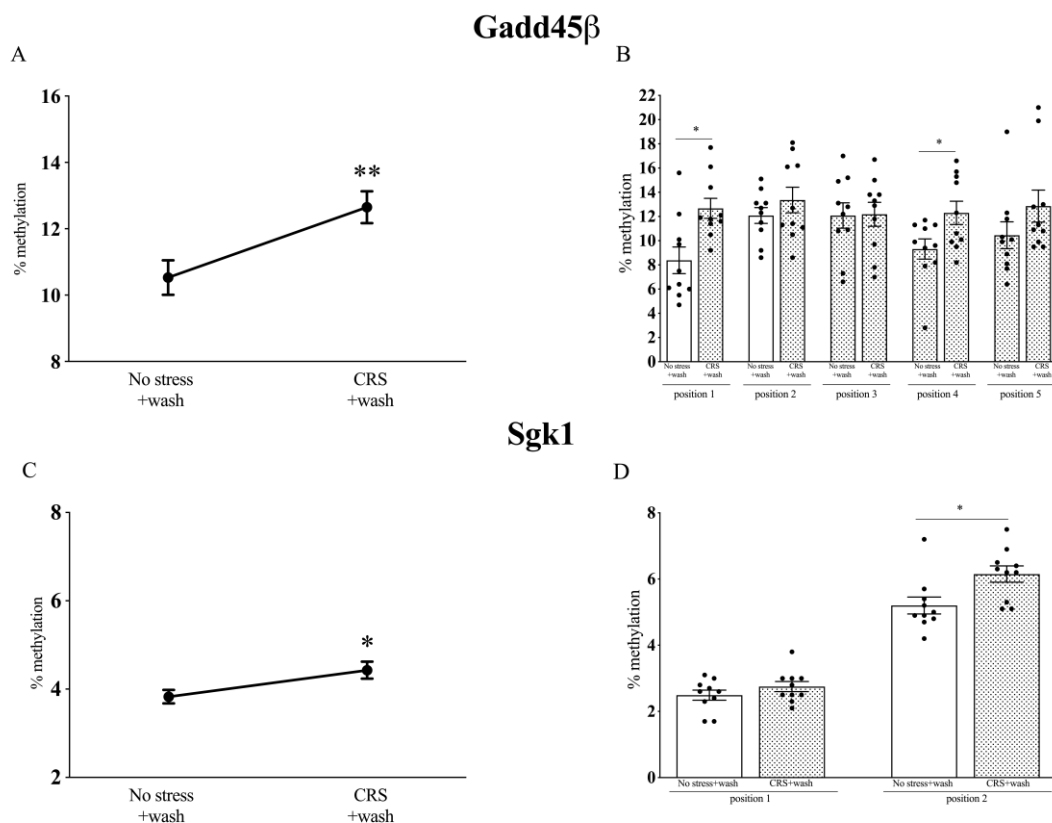 Gadd45β
A
16
14
12
10
8
% methylation
**
No stress
+wash
CRS
+wash
B
22
20
18
16
14
12
10
8
6
4
2
0
% methylation
*
*
No stress
+wash
CRS
+wash
No stress
+wash
CRS
+wash
No stress
+wash
CRS
+wash
No stress
+wash
CRS
+wash
No stress
+wash
CRS
+wash
position 1
position 2
position 3
position 4
position 5
Sgk1
C
8
6
4
2
% methylation
*
No stress
+wash
CRS
+wash
D
8
6
4
2
0
% methylation
*
No stress+wash
CRS+wash
No stress+wash
CRS+wash
position 1
position 2